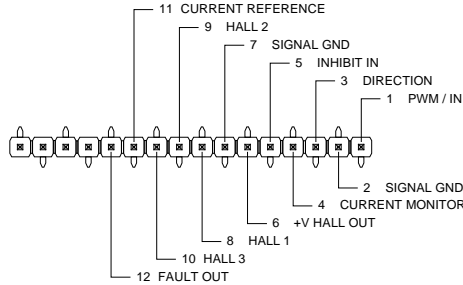 11 CURRENT REFERENCE
9 HALL 2
7 SIGNAL GND
5 INHIBIT IN
3 DIRECTION
1 PWM / IN
2 SIGNAL GND
4 CURRENT MONITOR
6 +V HALL OUT
8 HALL 1
10 HALL 3
12 FAULT OUT